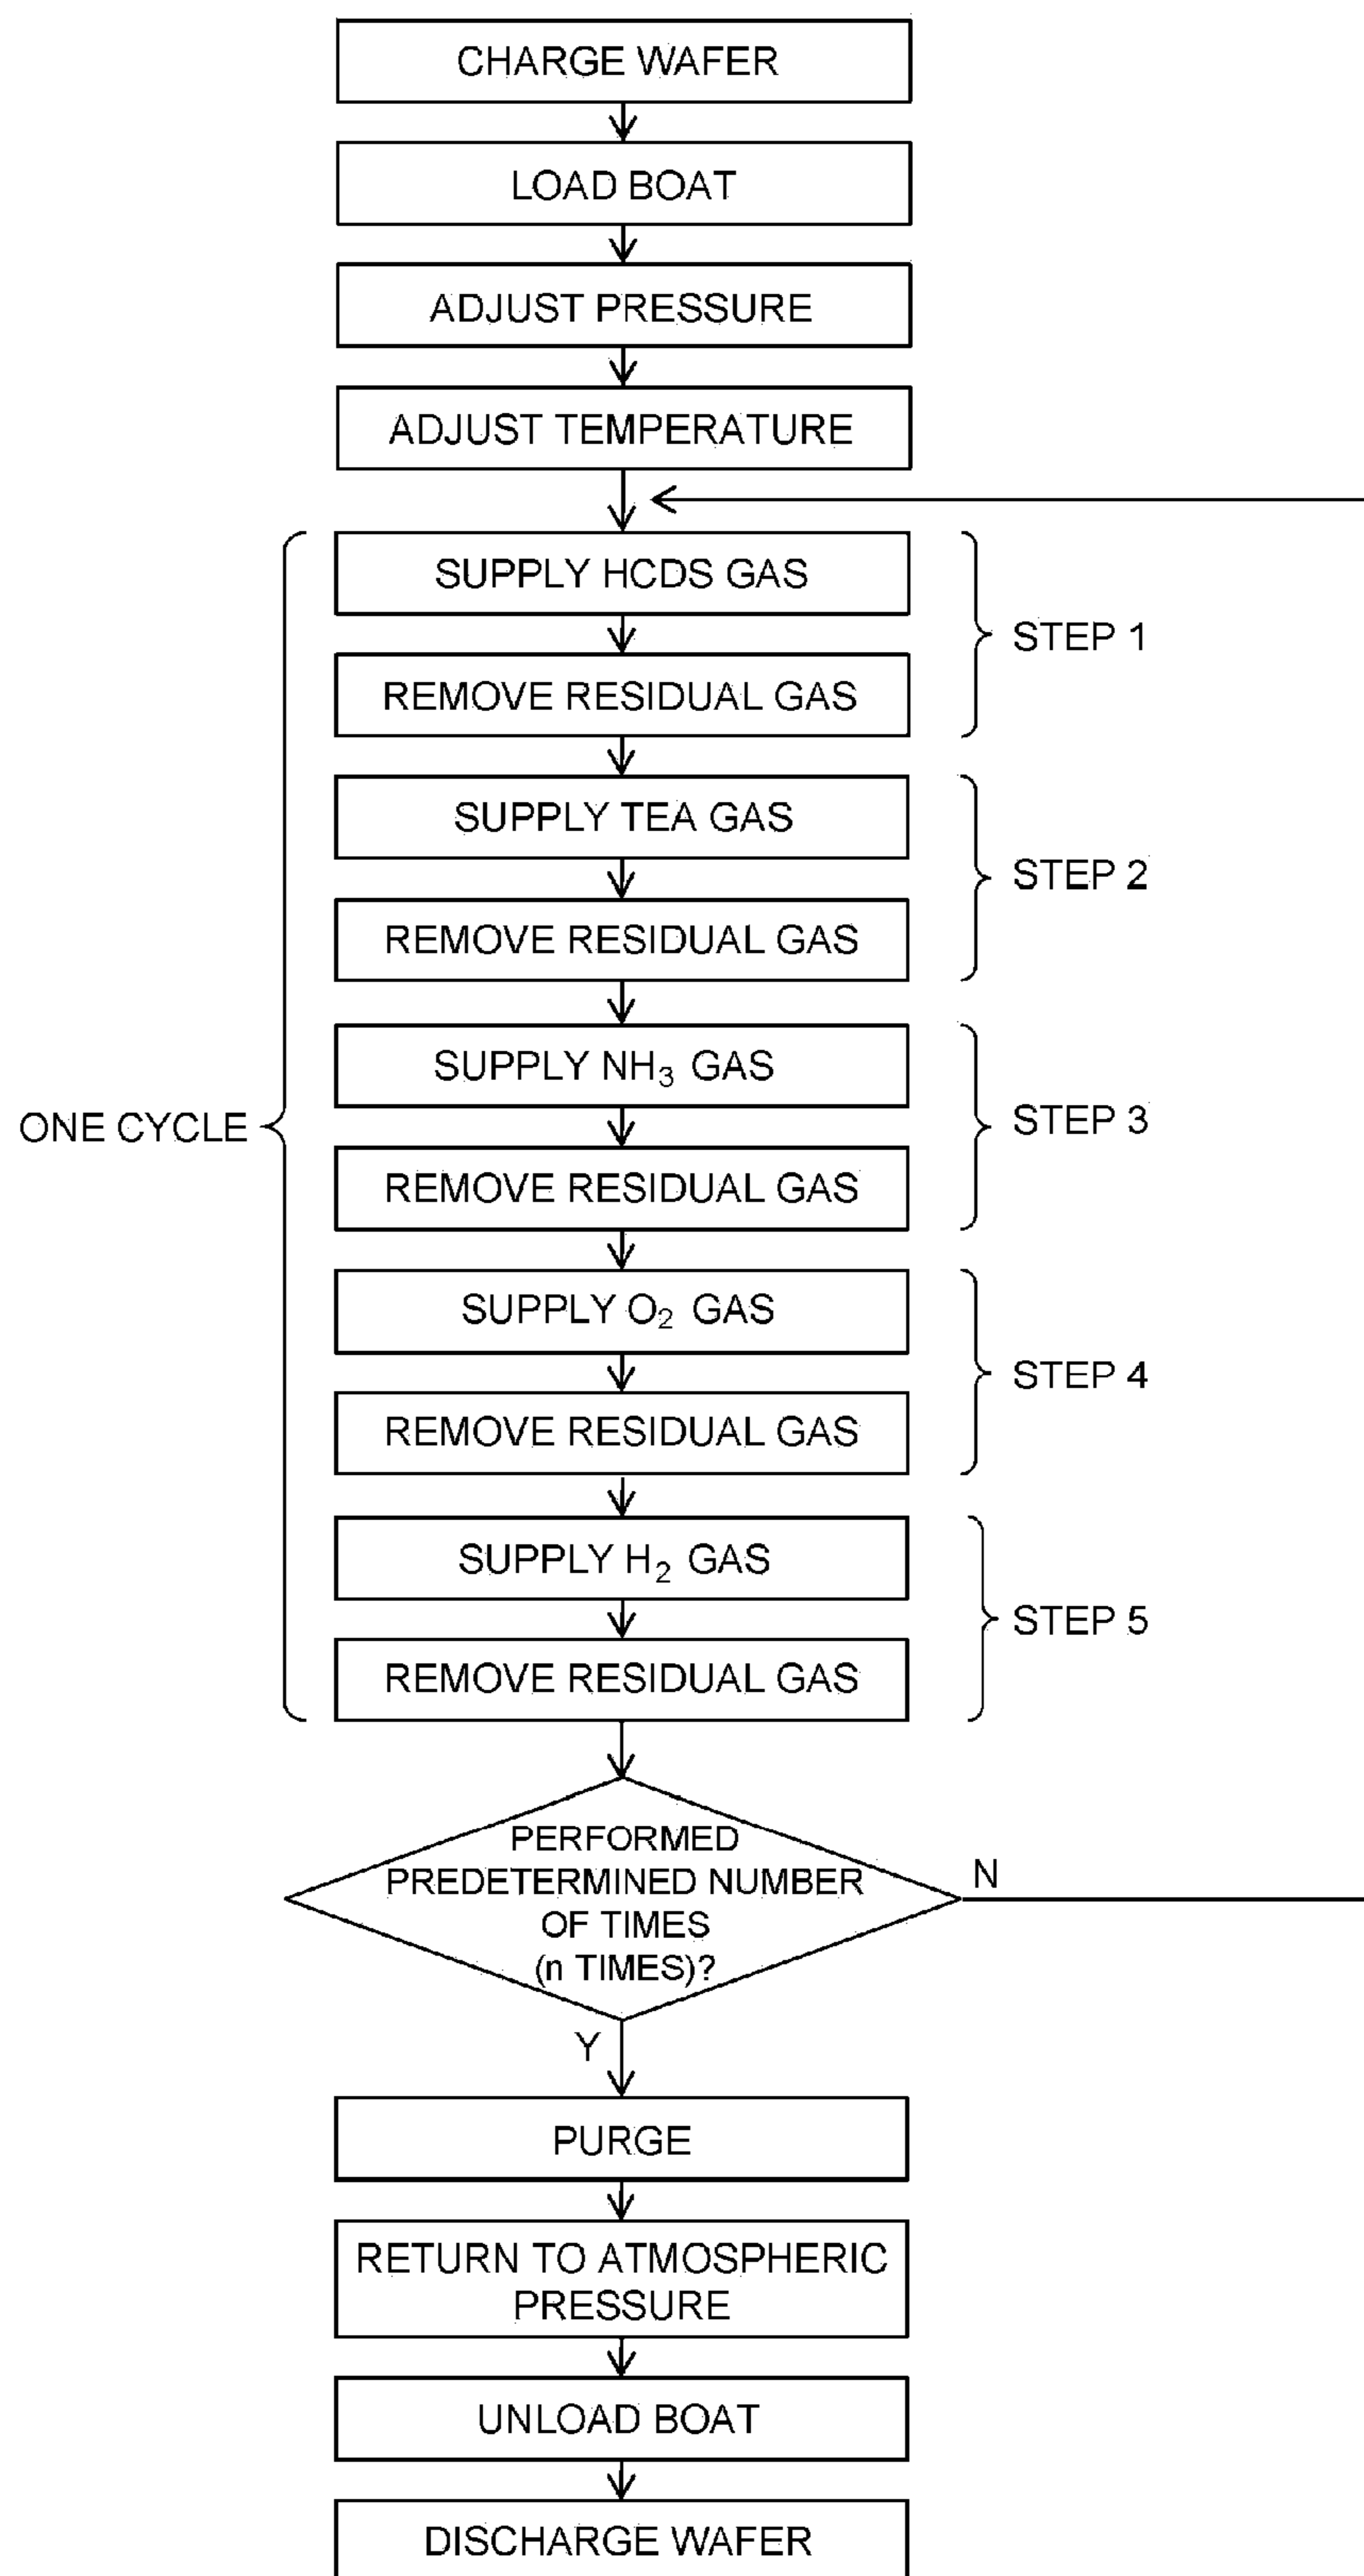 CHARGE WAFER
LOAD BOAT
ADJUST PRESSURE
ADJUST TEMPERATURE
SUPPLY HCDS GAS
STEP 1
REMOVE RESIDUAL GAS
SUPPLY TEA GAS
STEP 2
REMOVE RESIDUAL GAS
SUPPLY NH₃ GAS
ONE CYCLE
STEP 3
REMOVE RESIDUAL GAS
SUPPLY O₂ GAS
STEP 4
REMOVE RESIDUAL GAS
SUPPLY H₂ GAS
STEP 5
REMOVE RESIDUAL GAS
PERFORMED
PREDETERMINED NUMBER
OF TIMES
(n TIMES)?
N
Y
PURGE
RETURN TO ATMOSPHERIC
PRESSURE
UNLOAD BOAT
DISCHARGE WAFER